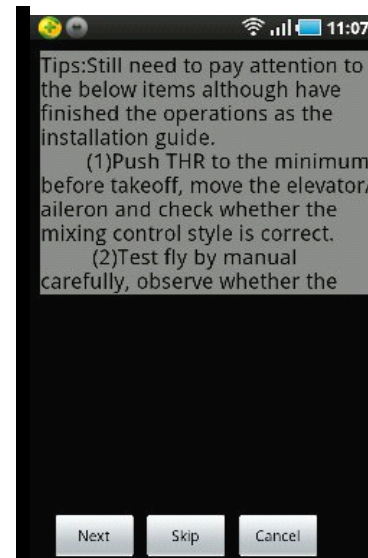 11:07
Tips:Still need to pay attention to
the below items although have
finished the operations as the
installation guide.
(1)Push THR to the minimum
before takeoff, move the elevator/
aileron and check whether the
mixing control style is correct.
(2)Test fly by manual
carefully, observe whether the
Next Skip Cancel